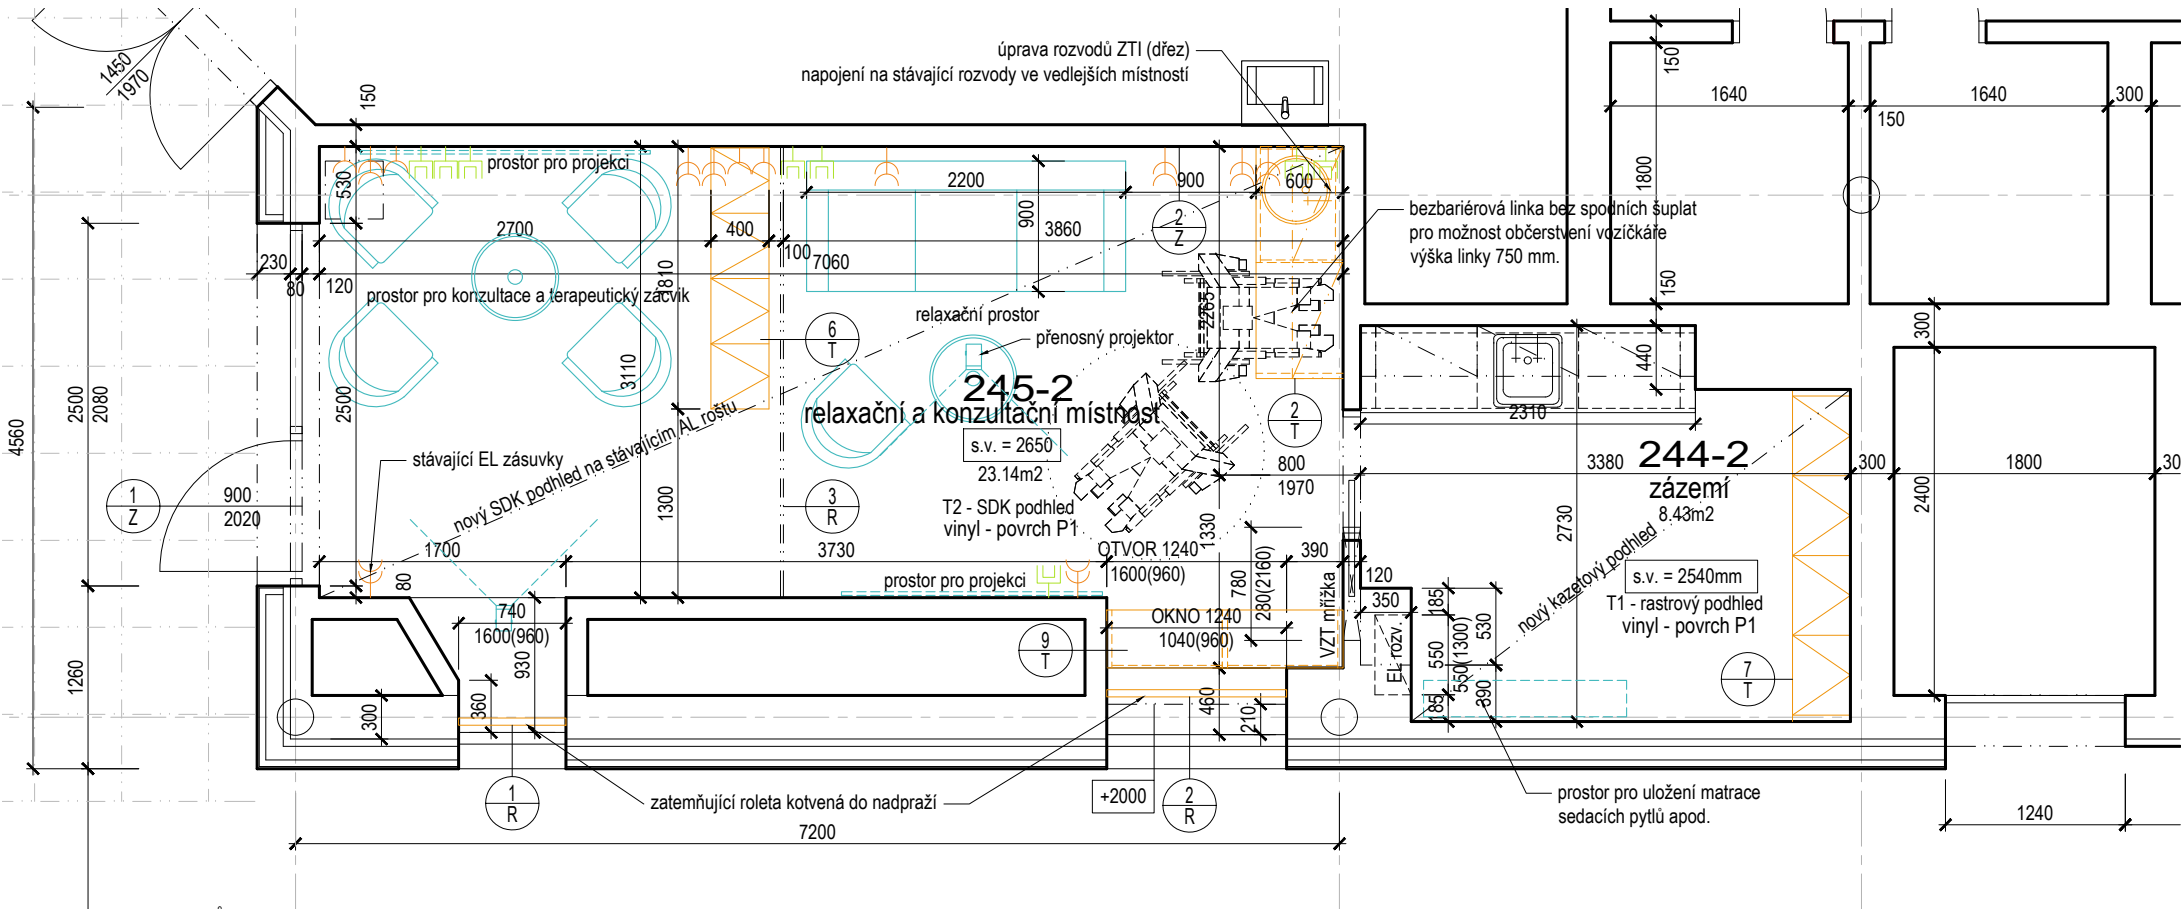 1450
1970
150
úprava rozvodů ZTI (dřez)
napojení na stávající rozvody ve vedlejších místností
150
1640
1640
300
150
1800
150
300
prostor pro projekci
530
2200
900
600
900
2
Z
bezbariérová linka bez spodních šuplat
pro možnost občerstvení vozíčkáře
výška linky 750 mm.
2700
400
3860
100
7060
230
80
120
prostor pro konzultace a terapeutický zácvik
1810
relaxační prostor
2265
6
T
přenosný projektor
3110
2500
2500
2080
4560
245-2
relaxační a konzultační místnost
s.v. = 2650
23.14m2
T2 - SDK podhled
vinyl - povrch P1
2
T
440
2310
244-2
zázemí
8.43m2
3380
300
1800
30
2400
800
1970
stávající EL zásuvky
nový SDK podhled na stávajícím AL roštu
1
Z
900
2020
1300
3
R
1330
2730
nový kazetový podhled
s.v. = 2540mm
T1 - rastrový podhled
vinyl - povrch P1
1700
3730
OTVOR 1240
1600(960)
390
780
280(2160)
120
350
VZT mřížka
EL rozv.
185
550
550(1300)
530
390
185
80
740
1600(960)
930
360
300
1260
prostor pro projekci
OKNO 1240
1040(960)
9
T
460
210
7
T
1
R
zatemňující roleta kotvená do nadpraží
+2000
2
R
prostor pro uložení matrace
sedacích pytlů apod.
7200
1240